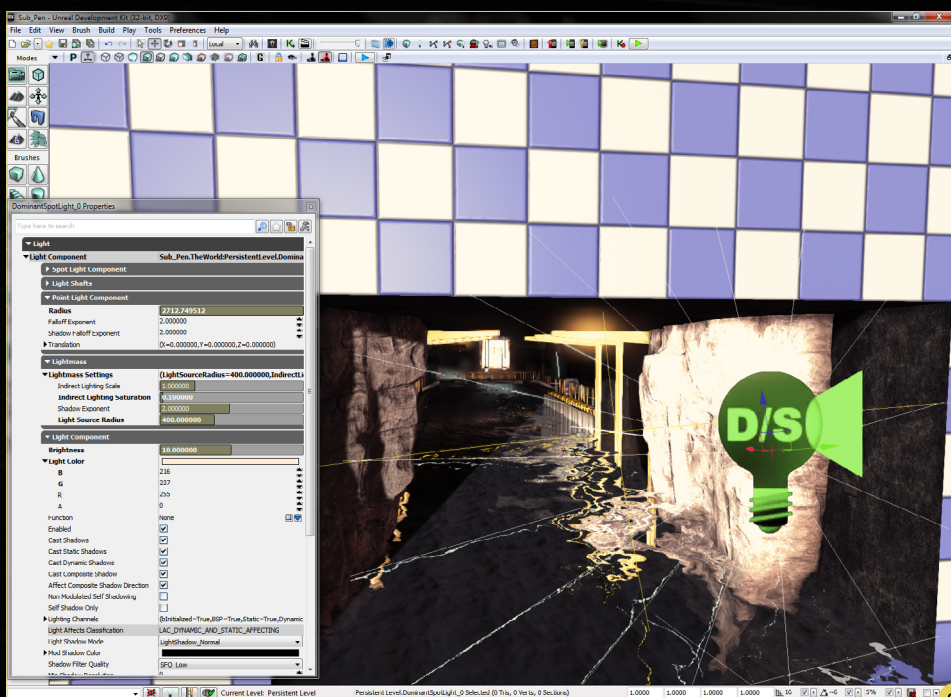 Sub_Pen - Unreal Development Kit (32-bit, DX9)
File Edit View Brush Build Play Tools Preferences Help
Local
Modes
P
G
Brushes
DominantSpotLight_0 Properties
Type here to search
Light
Light Component Sub_Pen.TheWorld:PersistentLevel.Domina
Spot Light Component
Light Shafts
Point Light Component
Radius 2712.749512
Falloff Exponent 2.000000
Shadow Falloff Exponent 2.000000
Translation (X=0.000000,Y=0.000000,Z=0.000000)
Lightmass
Lightmass Settings (LightSourceRadius=400.000000,IndirectLi
Indirect Lighting Scale 1.000000
Indirect Lighting Saturation 0.100000
Shadow Exponent 2.000000
Light Source Radius 400.000000
Light Component
Brightness 10.000000
Light Color
B 216
G 237
R 255
A 0
Function None
Enabled
Cast Shadows
Cast Static Shadows
Cast Dynamic Shadows
Cast Composite Shadow
Affect Composite Shadow Direction
Non Modulated Self Shadowing
Self Shadow Only
Lighting Channels (bInitialized=True,BSP=True,Static=True,Dynamic
Light Affects Classification LAC_DYNAMIC_AND_STATIC_AFFECTING
Light Shadow Mode LightShadow_Normal
Mod Shadow Color
Shadow Filter Quality SFQ_Low
Min Shadow Resolution 0
D/S
Current Level: Persistent Level Persistent Level.DominantSpotLight_0 Selected (0 Tris, 0 Verts, 0 Sections) 1.0000 1.0000 1.0000 1.0000 16 5%